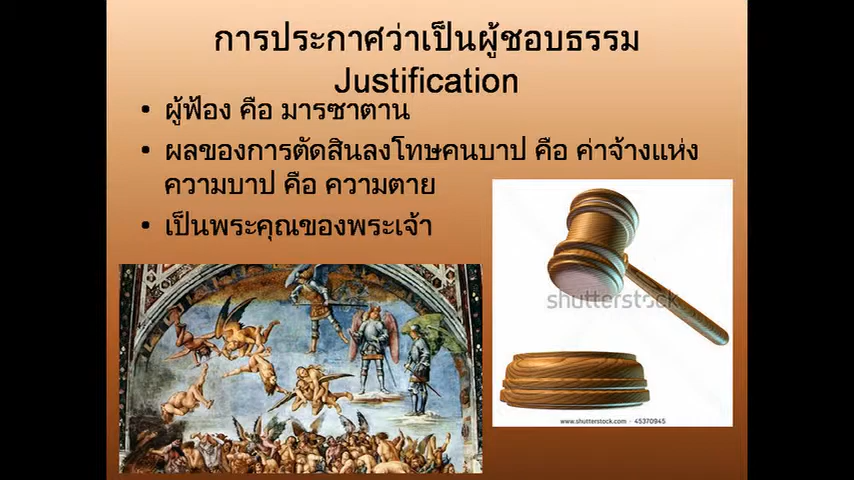 การประกาศว่าเป็นผู้ชอบธรรม
Justification
• ผู้ฟ้อง คือ มารซาตาน
• ผลของการตัดสินลงโทษคนบาป คือ ค่าจ้างแห่ง
ความบาป คือ ความตาย
• เป็นพระคุณของพระเจ้า
shutterstock
www.shutterstock.com · 45370945